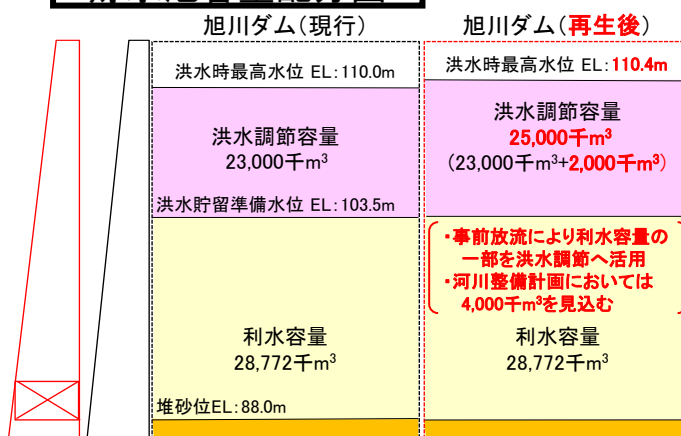 旭川ダム(現行)
旭川ダム(再生後)
洪水時最高水位 EL:110.0m
洪水時最高水位 EL:110.4m
洪水調節容量
23,000千m³
洪水調節容量
25,000千m³
(23,000千m³+2,000千m³)
洪水貯留準備水位 EL:103.5m
・事前放流により利水容量の
一部を洪水調節へ活用
・河川整備計画においては
4,000千m³を見込む
利水容量
28,772千m³
利水容量
28,772千m³
堆砂位EL:88.0m